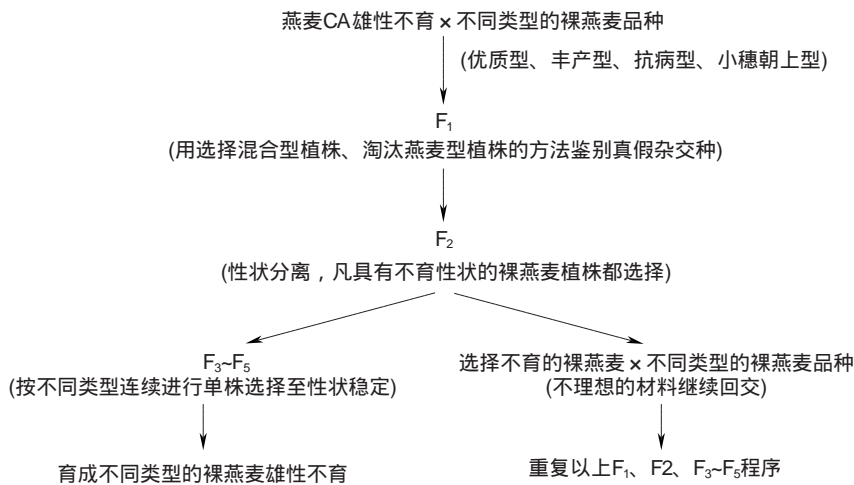 燕麦CA雄性不育×不同类型的裸燕麦品种
(优质型、丰产型、抗病型、小穗朝上型)
F₁
(用选择混合型植株、淘汰燕麦型植株的方法鉴别真假杂交种)
F₂
(性状分离，凡具有不育性状的裸燕麦植株都选择)
F₃~F₅
(按不同类型连续进行单株选择至性状稳定)
育成不同类型的裸燕麦雄性不育
选择不育的裸燕麦×不同类型的裸燕麦品种
(不理想的材料继续回交)
重复以上F₁、F2、F₃~F₅程序